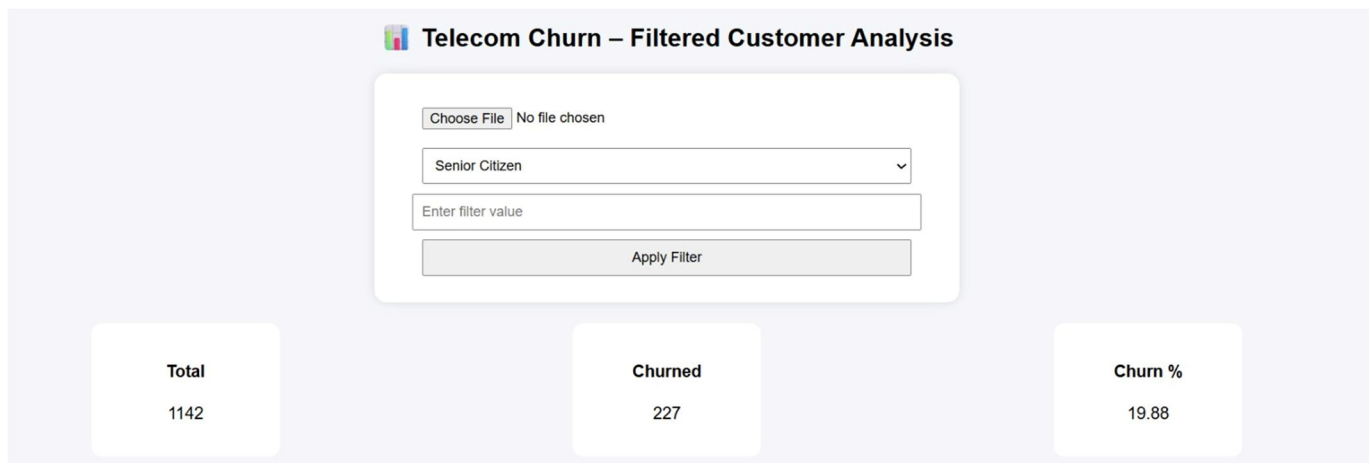 📊 Telecom Churn – Filtered Customer Analysis
Choose File No file chosen
Senior Citizen
Enter filter value
Apply Filter
Total
1142
Churned
227
Churn %
19.88